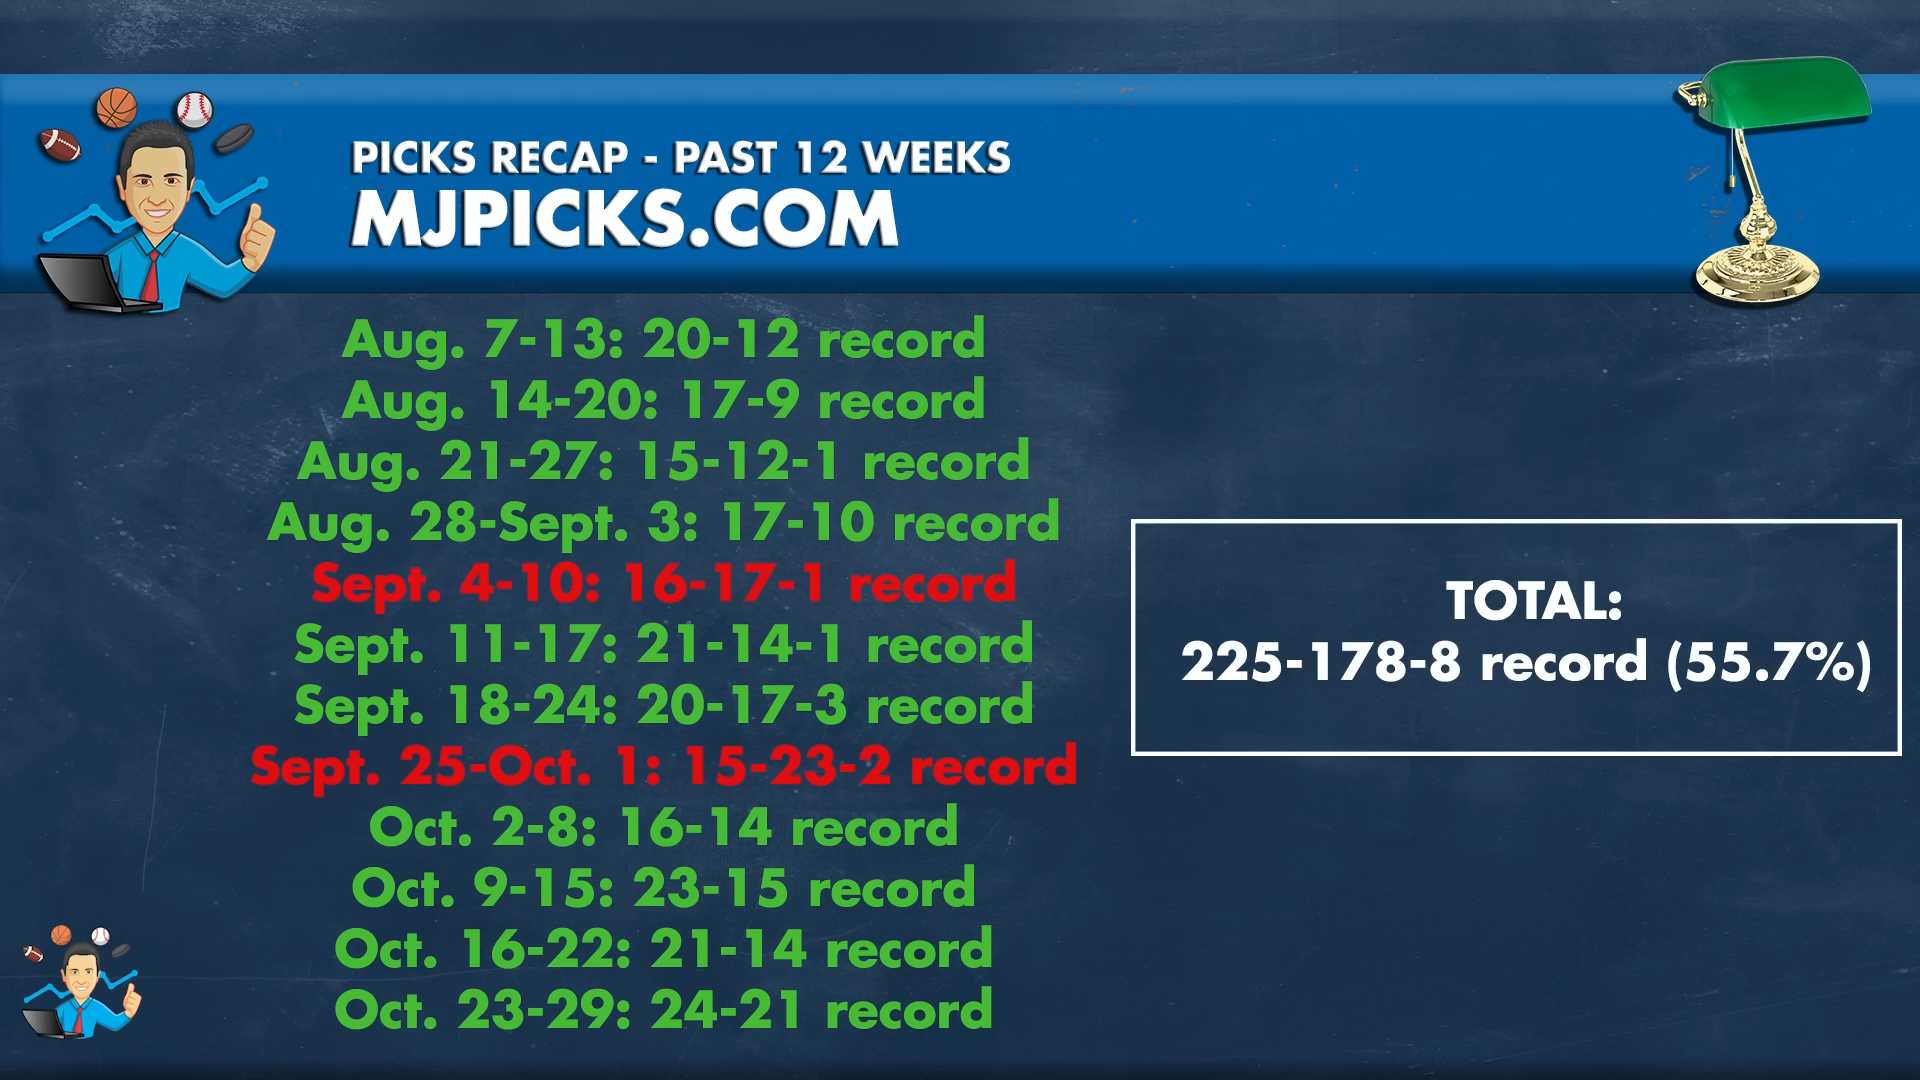 PICKS RECAP - PAST 12 WEEKS
MJPICKS.COM
Aug. 7-13: 20-12 record
Aug. 14-20: 17-9 record
Aug. 21-27: 15-12-1 record
Aug. 28-Sept. 3: 17-10 record
Sept. 4-10: 16-17-1 record
Sept. 11-17: 21-14-1 record
Sept. 18-24: 20-17-3 record
Sept. 25-Oct. 1: 15-23-2 record
Oct. 2-8: 16-14 record
Oct. 9-15: 23-15 record
Oct. 16-22: 21-14 record
Oct. 23-29: 24-21 record
TOTAL:
225-178-8 record (55.7%)